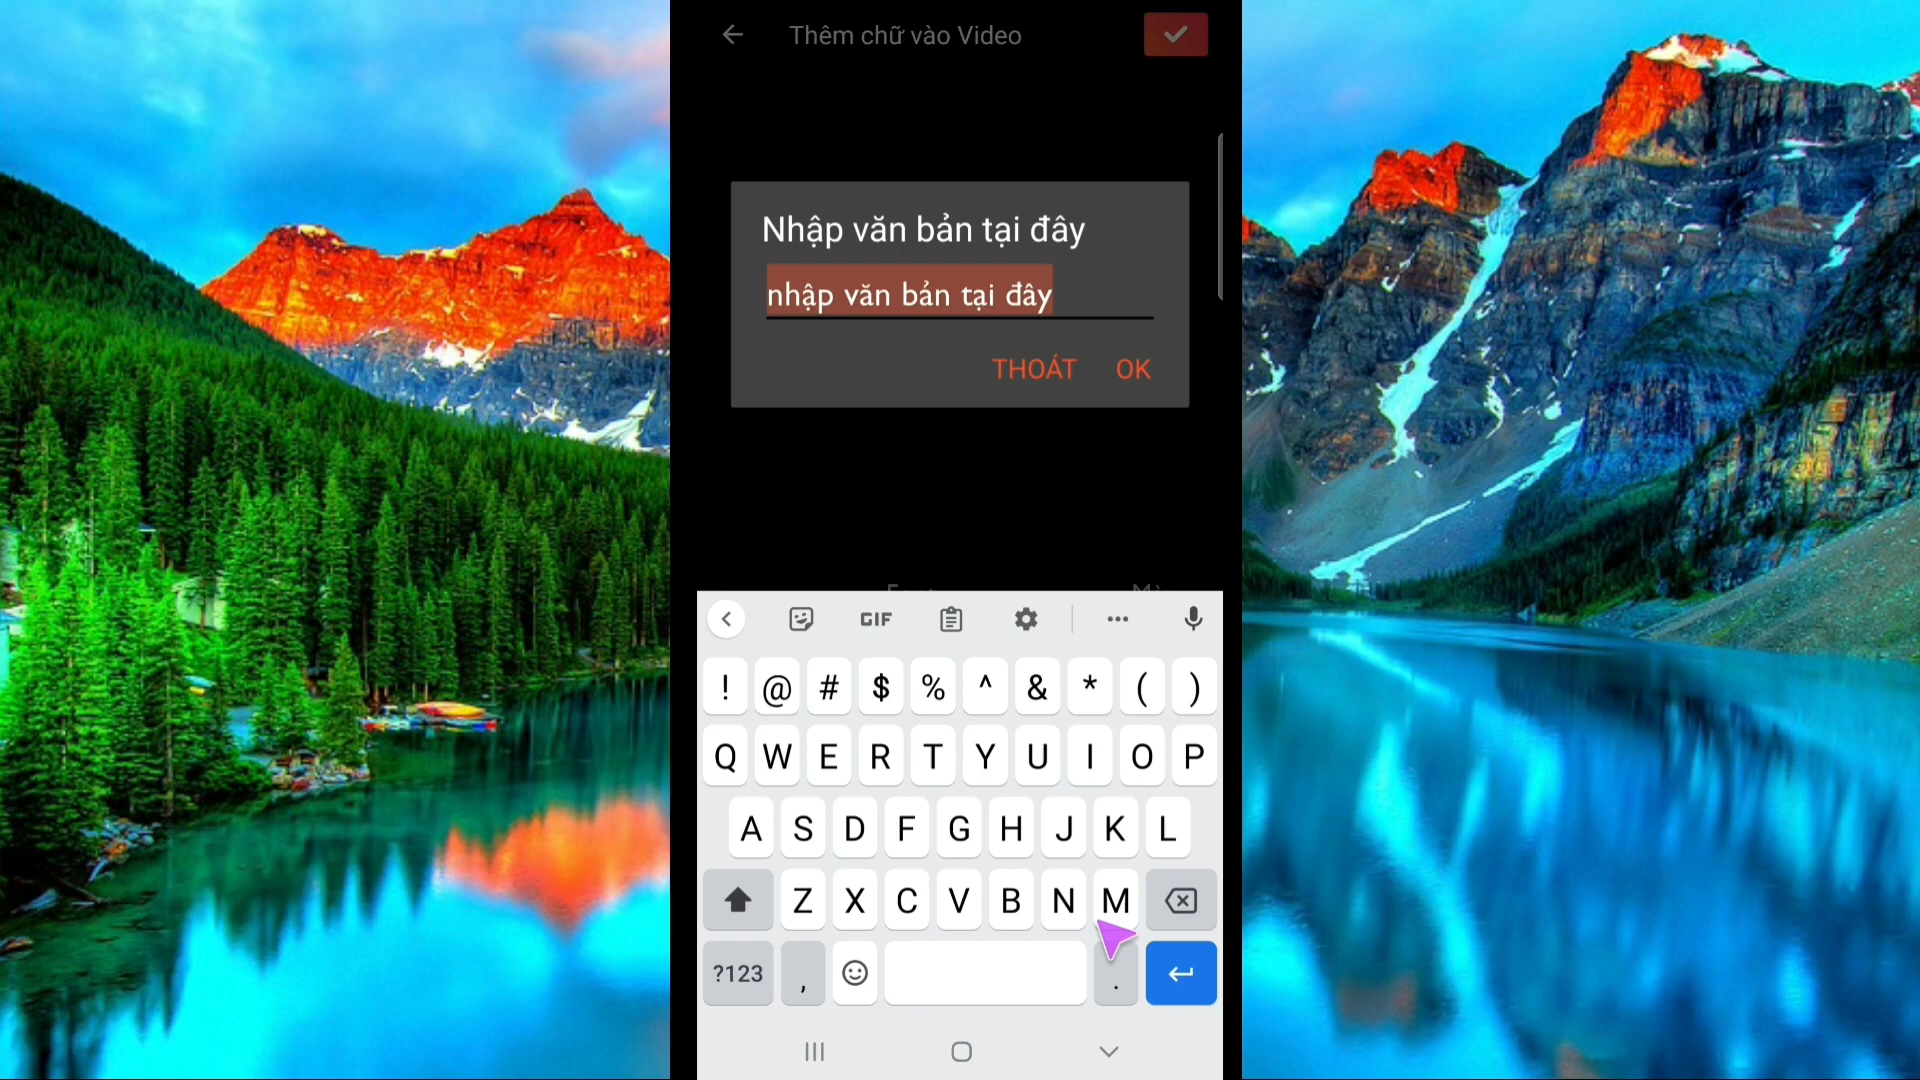 Thêm chữ vào Video
Nhập văn bản tại đây
nhập văn bản tại đây
THOÁT OK
GIF
! @ # $ % ^ & * ( )
Q W E R T Y U I O P
A S D F G H J K L
Z X C V B N M
?123 , .